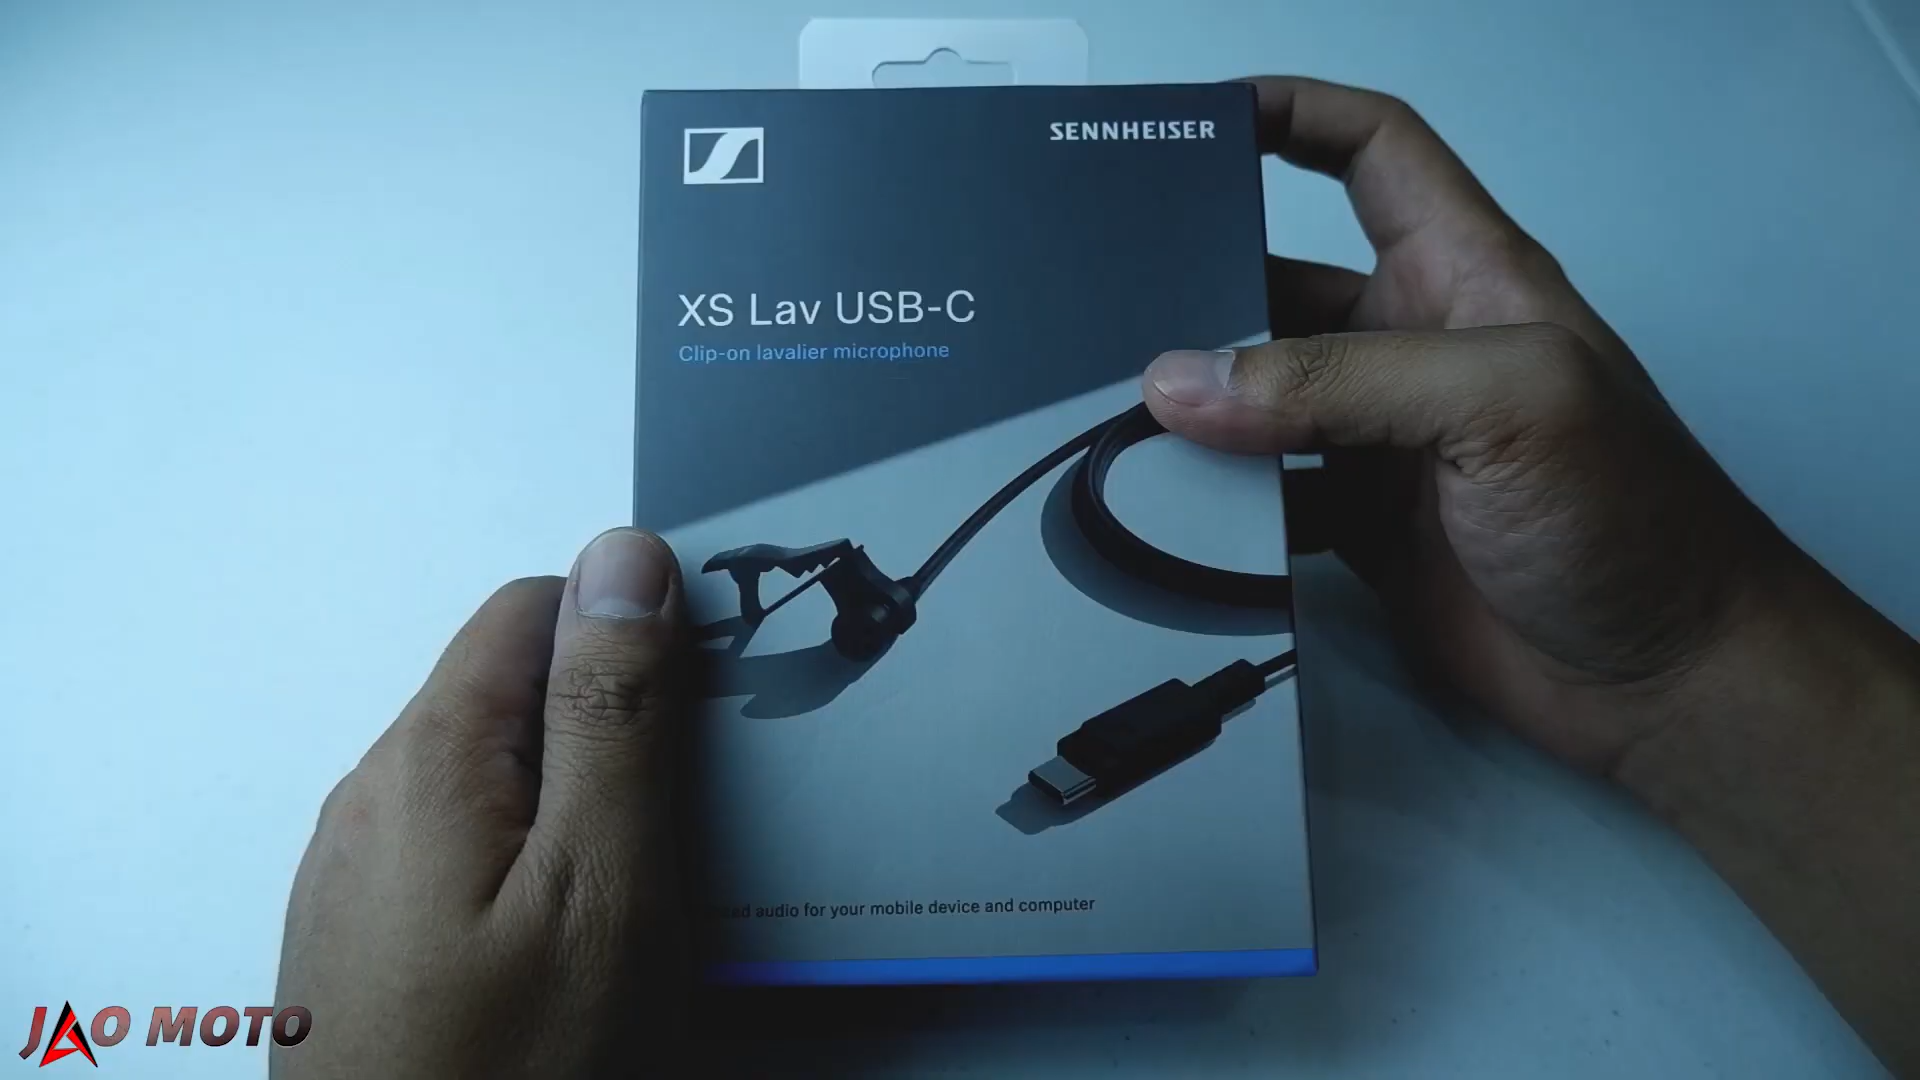 SENNHEISER
XS Lav USB-C
Clip-on lavalier microphone
audio for your mobile device and computer
JAO MOTO